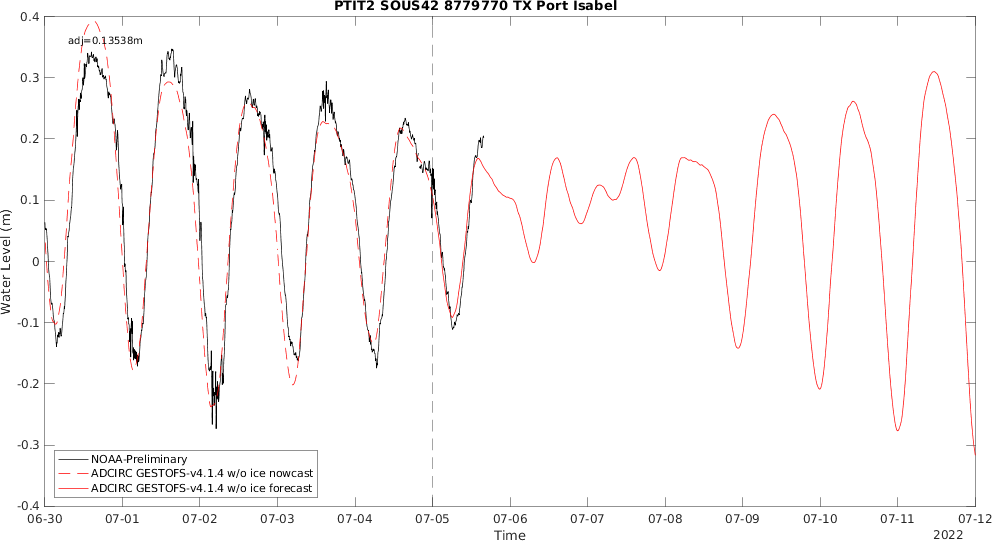 PTIT2 SOUS42 8779770 TX Port Isabel
adj=0.13538m
0.4
0.3
0.2
0.1
0
-0.1
-0.2
-0.3
-0.4
Water Level (m)
NOAA-Preliminary
ADCIRC GESTOFS-v4.1.4 w/o ice nowcast
ADCIRC GESTOFS-v4.1.4 w/o ice forecast
06-30 07-01 07-02 07-03 07-04 07-05 07-06 07-07 07-08 07-09 07-10 07-11 07-12
Time
2022